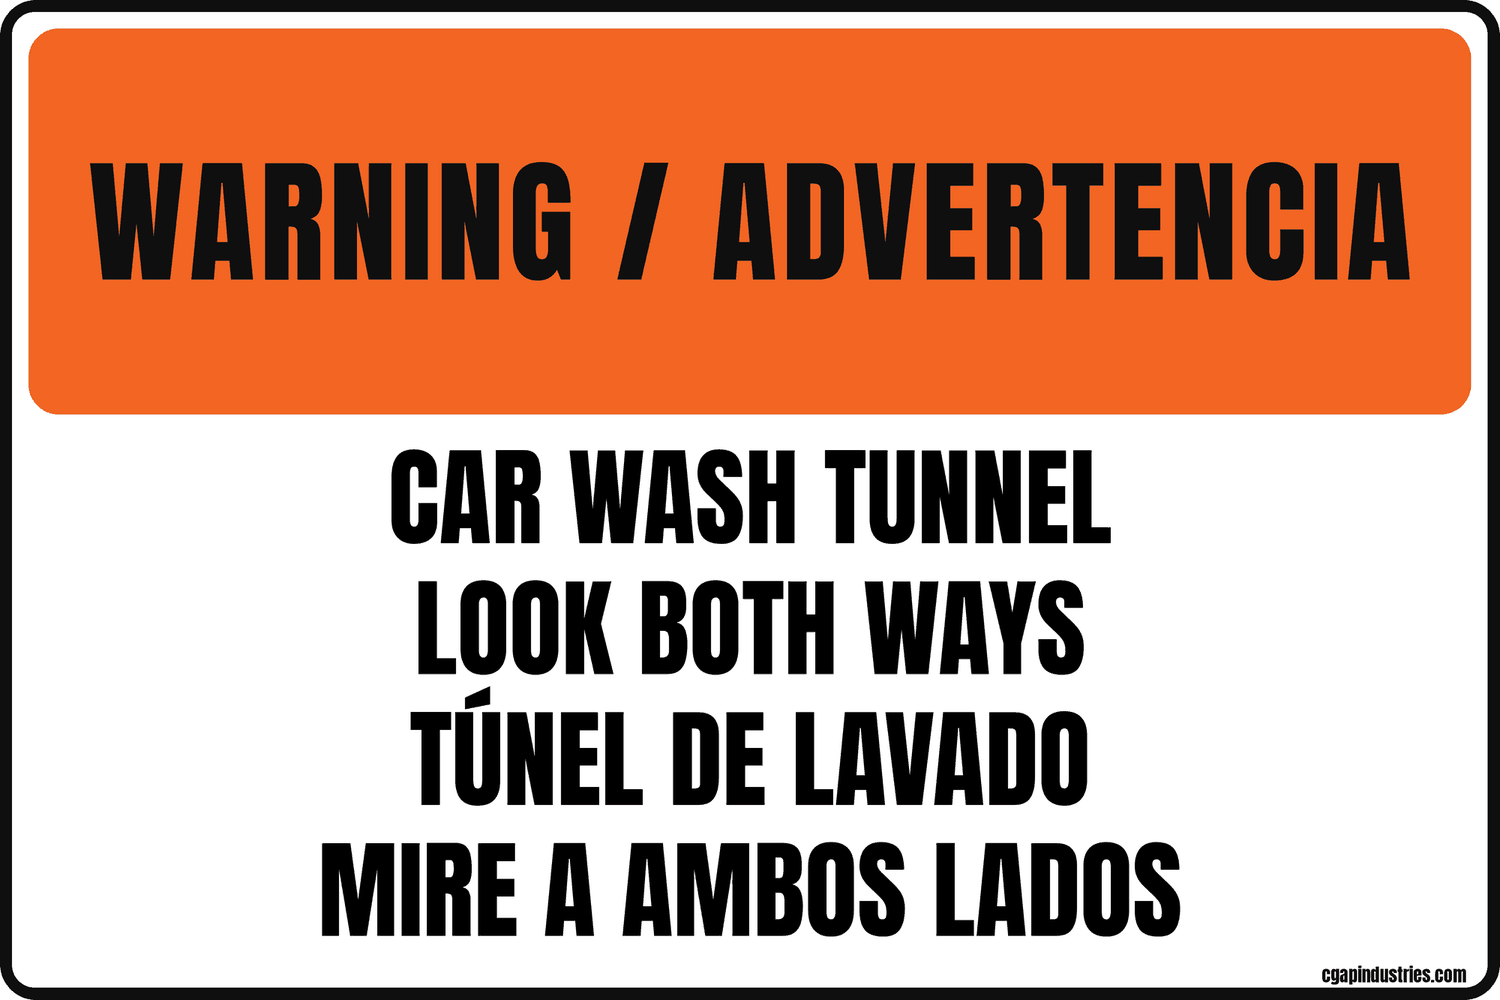 WARNING / ADVERTENCIA
CAR WASH TUNNEL
LOOK BOTH WAYS
TÚNEL DE LAVADO
MIRE A AMBOS LADOS
cgapindustries.com